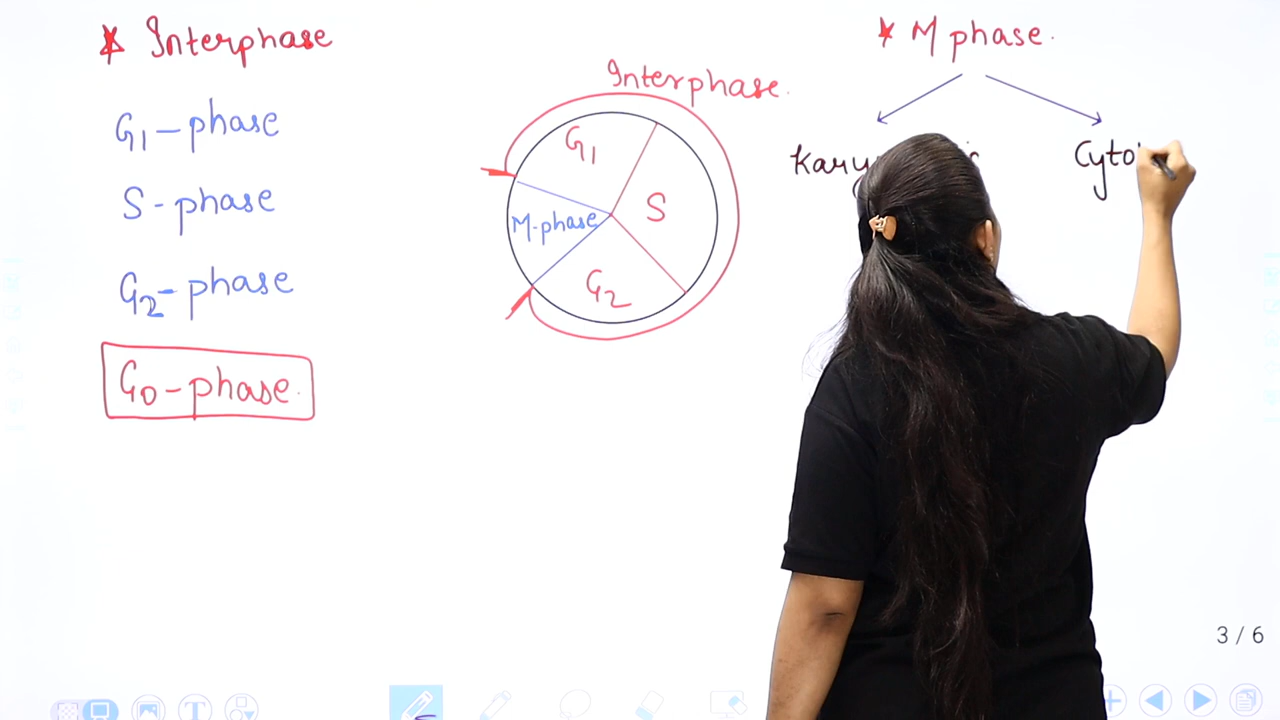 * Interphase
G1-phase
S-phase
G2-phase
G0-phase.
Interphase.
G1
S
M-phase
G2
* M phase.
3 / 6
T